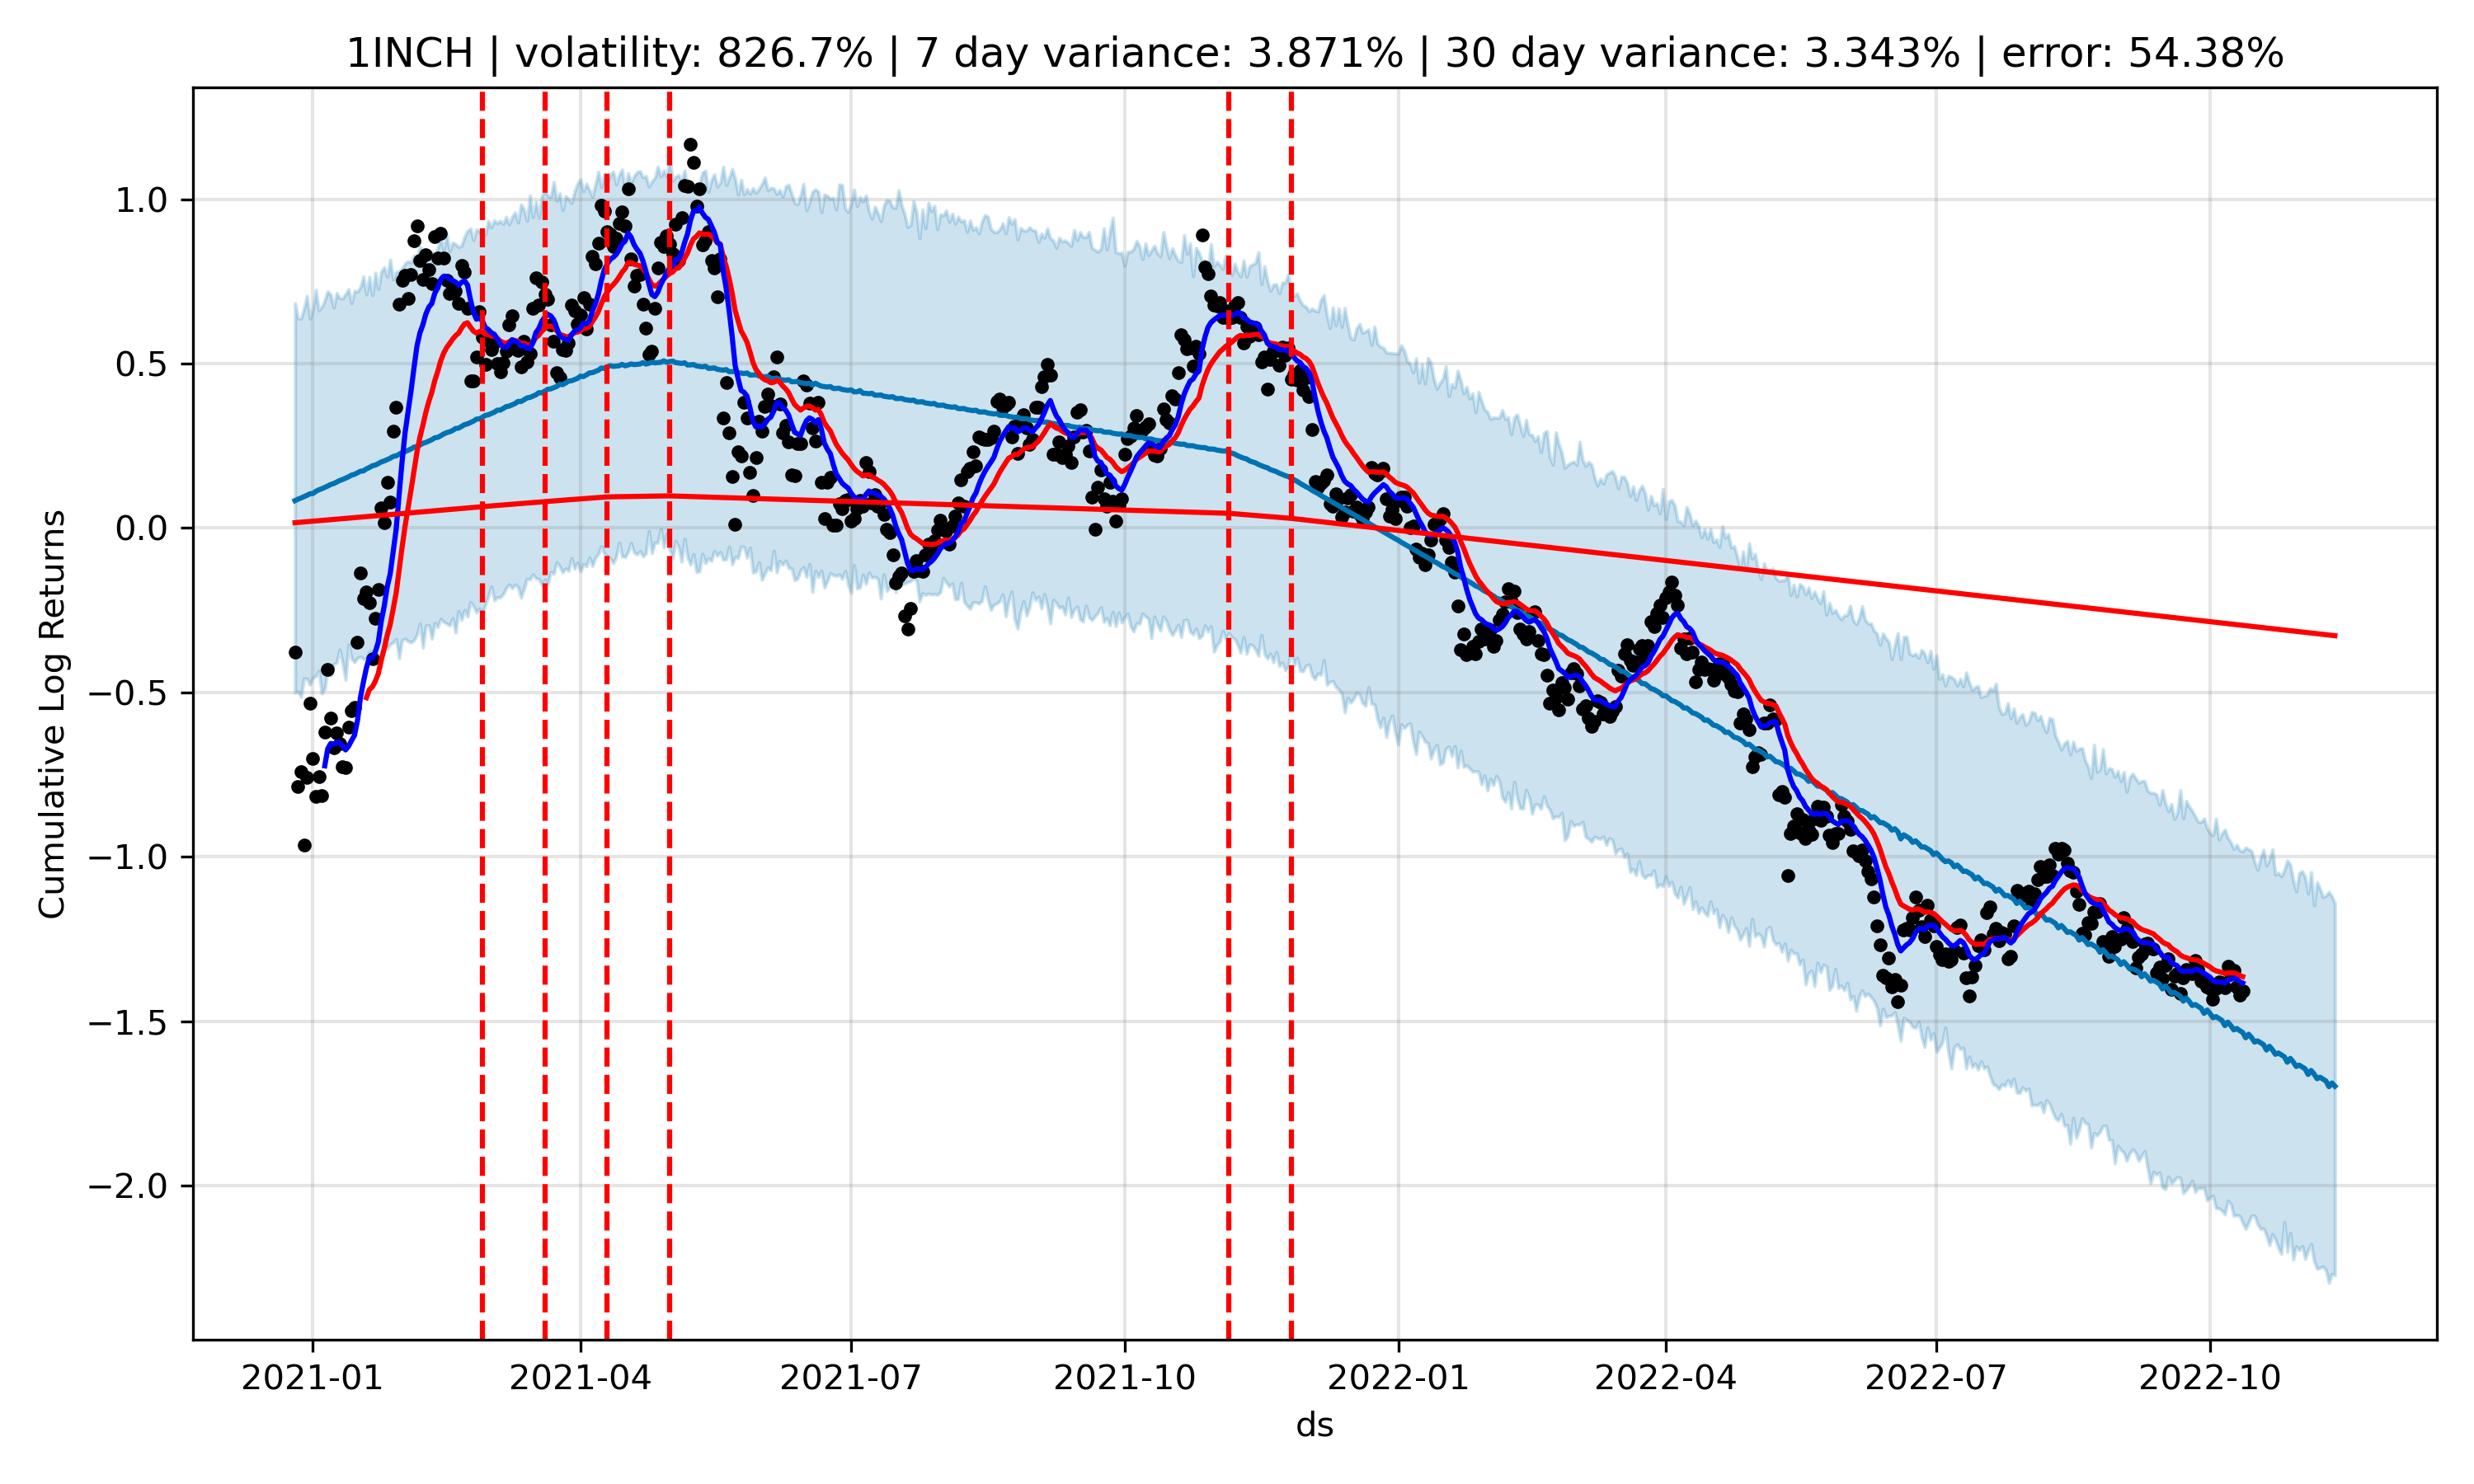 1INCH | volatility: 826.7% | 7 day variance: 3.871% | 30 day variance: 3.343% | error: 54.38%
Cumulative Log Returns
1.0
0.5
0.0
−0.5
−1.0
−1.5
−2.0
2021-01 2021-04 2021-07 2021-10 2022-01 2022-04 2022-07 2022-10
ds